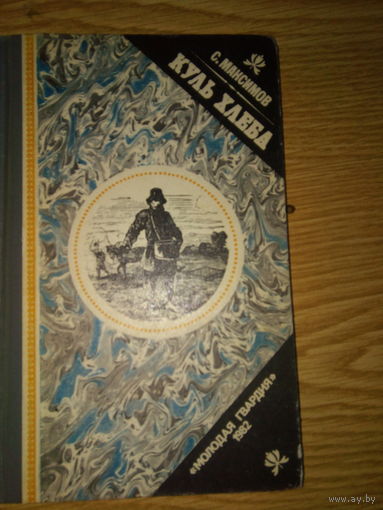 С. МАКСИМОВ
КУЛЬ ХЛЕБА
«МОЛОДАЯ ГВАРДИЯ»
1982
www.ay.by